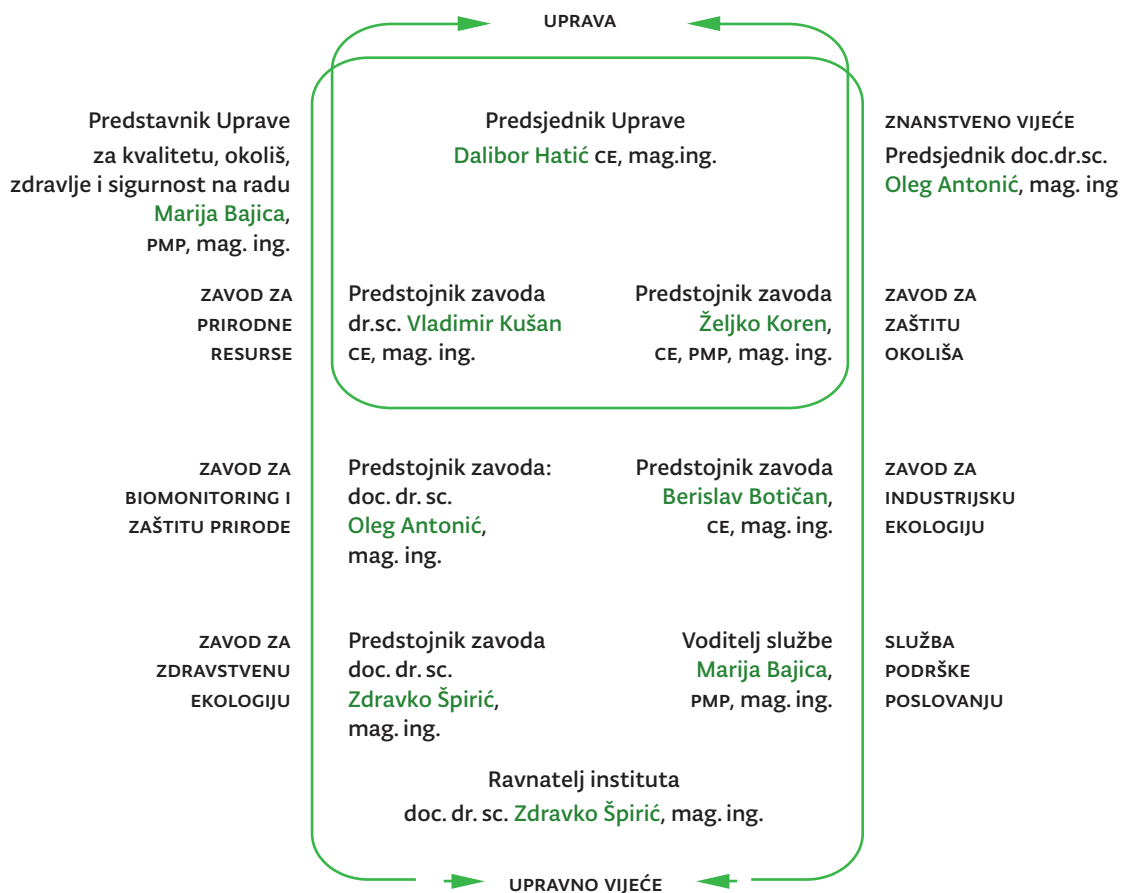 UPRAVA
Predstavnik Uprave
za kvalitetu, okoliš,
zdravlje i sigurnost na radu
Marija Bajica,
PMP, mag. ing.
Predsjednik Uprave
Dalibor Hatić CE, mag.ing.
ZNANSTVENO VIJEĆE
Predsjednik doc.dr.sc.
Oleg Antonić, mag. ing
ZAVOD ZA
PRIRODNE
RESURSE
Predstojnik zavoda
dr.sc. Vladimir Kušan
CE, mag. ing.
Predstojnik zavoda
Željko Koren,
CE, PMP, mag. ing.
ZAVOD ZA
ZAŠTITU
OKOLIŠA
ZAVOD ZA
BIOMONITORING I
ZAŠTITU PRIRODE
Predstojnik zavoda:
doc. dr. sc.
Oleg Antonić,
mag. ing.
Predstojnik zavoda
Berislav Botičan,
CE, mag. ing.
ZAVOD ZA
INDUSTRIJSKU
EKOLOGIJU
ZAVOD ZA
ZDRAVSTVENU
EKOLOGIJU
Predstojnik zavoda
doc. dr. sc.
Zdravko Špirić,
mag. ing.
Voditelj službe
Marija Bajica,
PMP, mag. ing.
SLUŽBA
PODRŠKE
POSLOVANJU
Ravnatelj instituta
doc. dr. sc. Zdravko Špirić, mag. ing.
UPRAVNO VIJEĆE